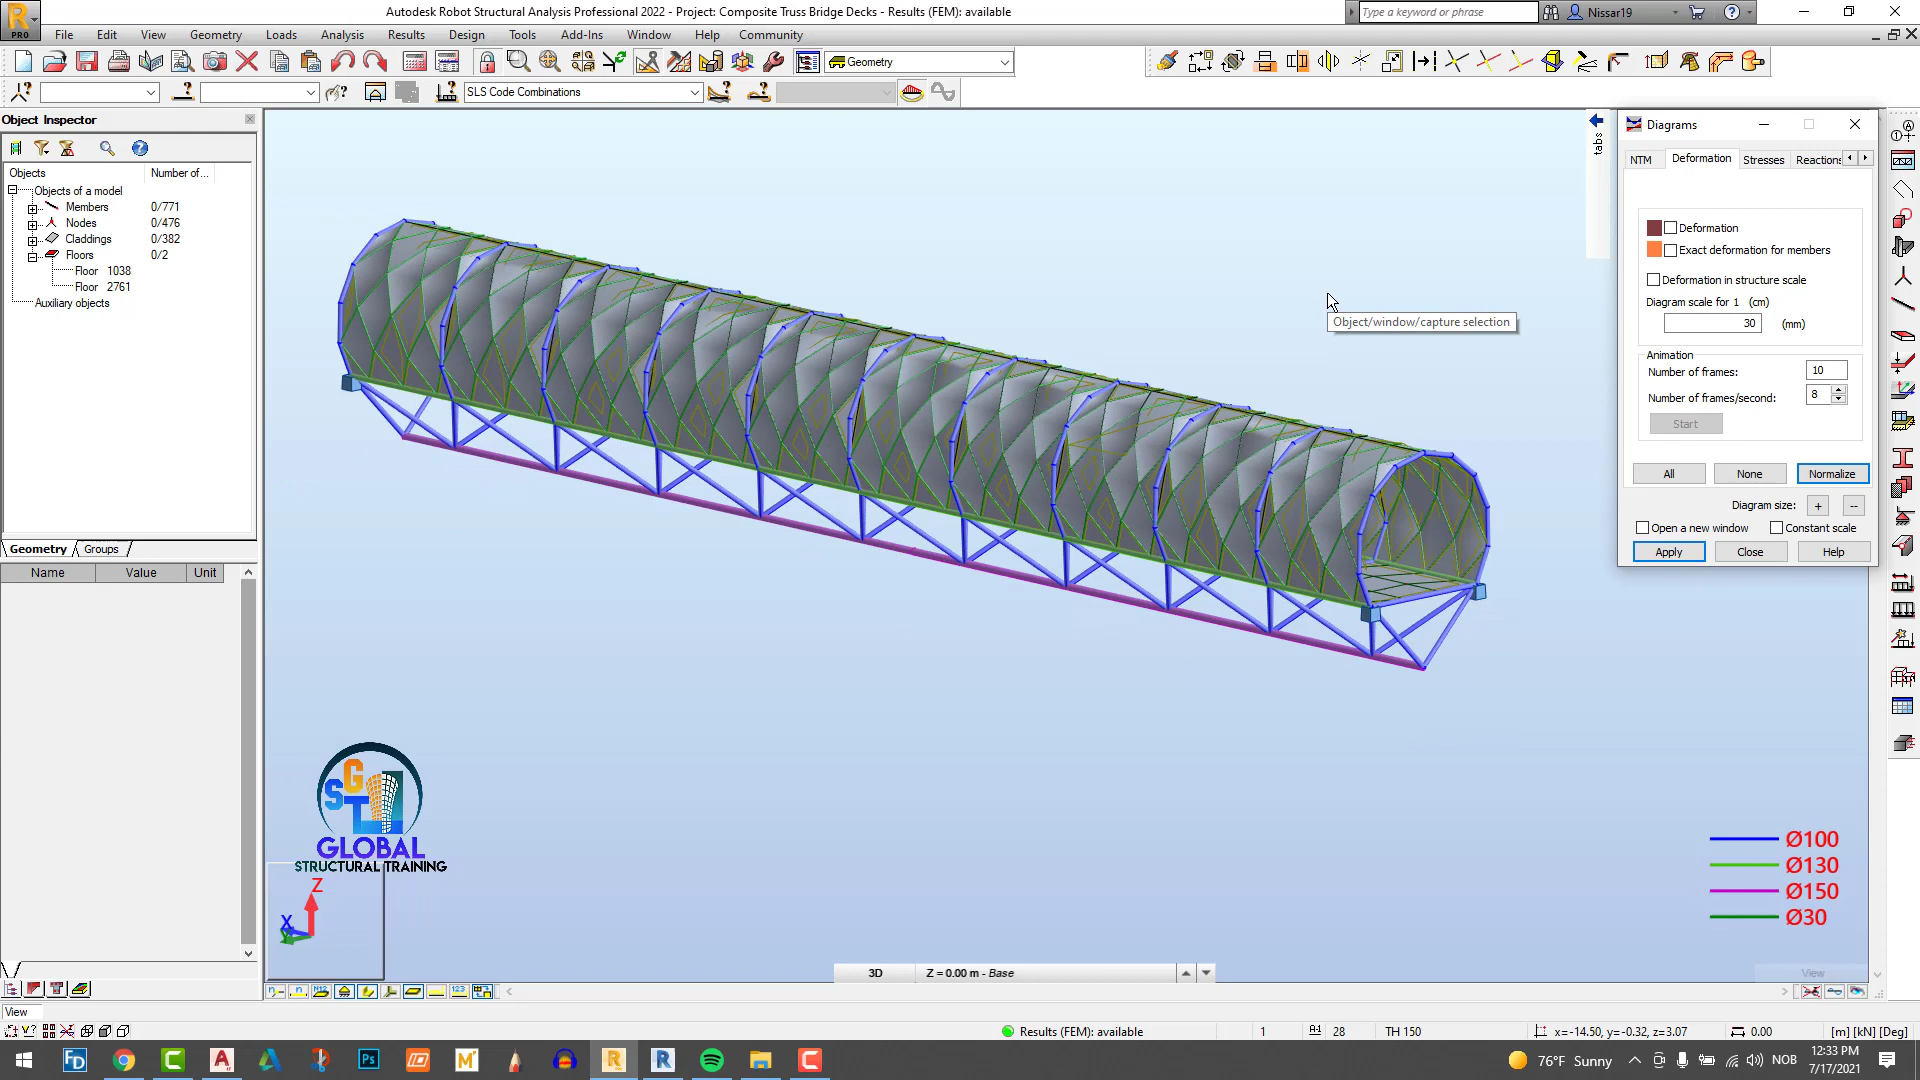 Autodesk Robot Structural Analysis Professional 2022 - Project: Composite Truss Bridge Decks - Results (FEM): available
Type a keyword or phrase
Nissar19
PRO
File Edit View Geometry Loads Analysis Results Design Tools Add-Ins Window Help Community
Geometry
SLS Code Combinations
Object Inspector
Objects Number of...
Objects of a model
Members 0/771
Nodes 0/476
Claddings 0/382
Floors 0/2
Floor 1038
Floor 2761
Auxiliary objects
Geometry Groups
Name Value Unit
tabs
Object/window/capture selection
Diagrams
NTM Deformation Stresses Reactions
Deformation
Exact deformation for members
Deformation in structure scale
Diagram scale for 1 (cm)
30 (mm)
Animation
Number of frames: 10
Number of frames/second: 8
Start
All None Normalize
Diagram size: + --
Open a new window Constant scale
Apply Close Help
SGT
GLOBAL
STRUCTURAL TRAINING
Z
X
Y
Ø100
Ø130
Ø150
Ø30
3D Z = 0.00 m - Base
View
View
Results (FEM): available 1 28 TH 150 x=-14.50, y=-0.32, z=3.07 0.00 [m] [kN] [Deg]
76°F Sunny NOB
12:33 PM
7/17/2021